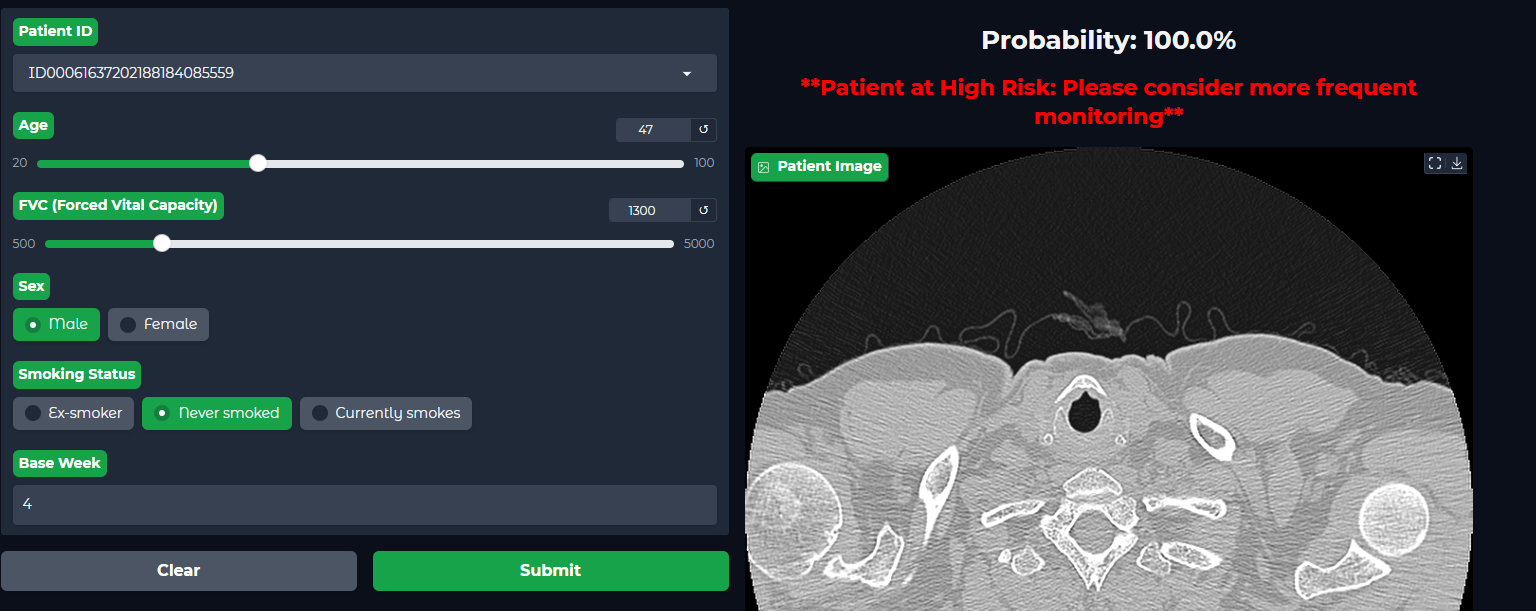 Patient ID
ID00061637202188184085559
Age
47
↺
20
100
FVC (Forced Vital Capacity)
1300
↺
500
5000
Sex
Male
Female
Smoking Status
Ex-smoker
Never smoked
Currently smokes
Base Week
4
Clear
Submit
Probability: 100.0%
**Patient at High Risk: Please consider more frequent
monitoring**
Patient Image